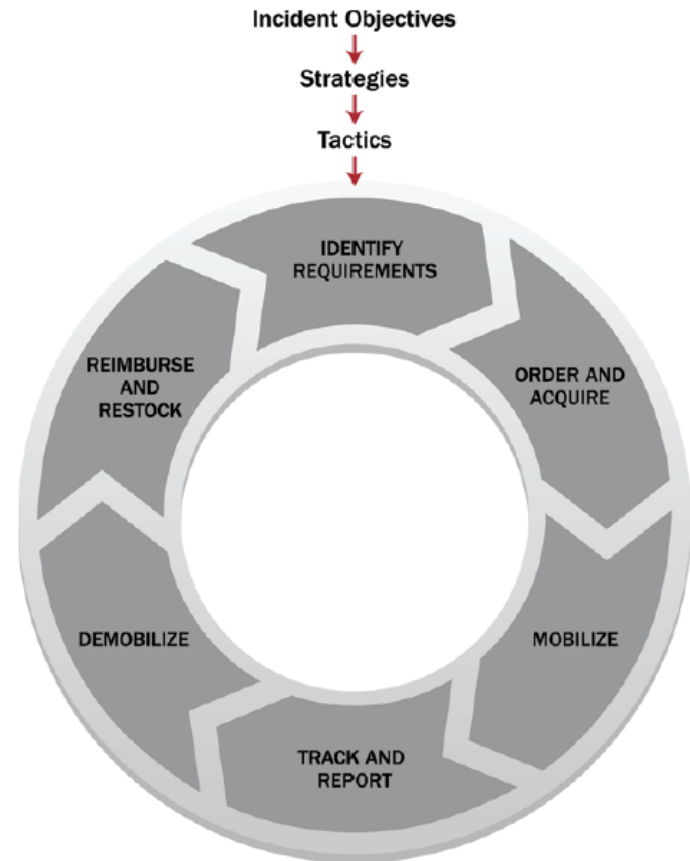 Incident Objectives
Strategies
Tactics
IDENTIFY
REQUIREMENTS
ORDER AND
ACQUIRE
MOBILIZE
TRACK AND
REPORT
DEMOBILIZE
REIMBURSE
AND
RESTOCK